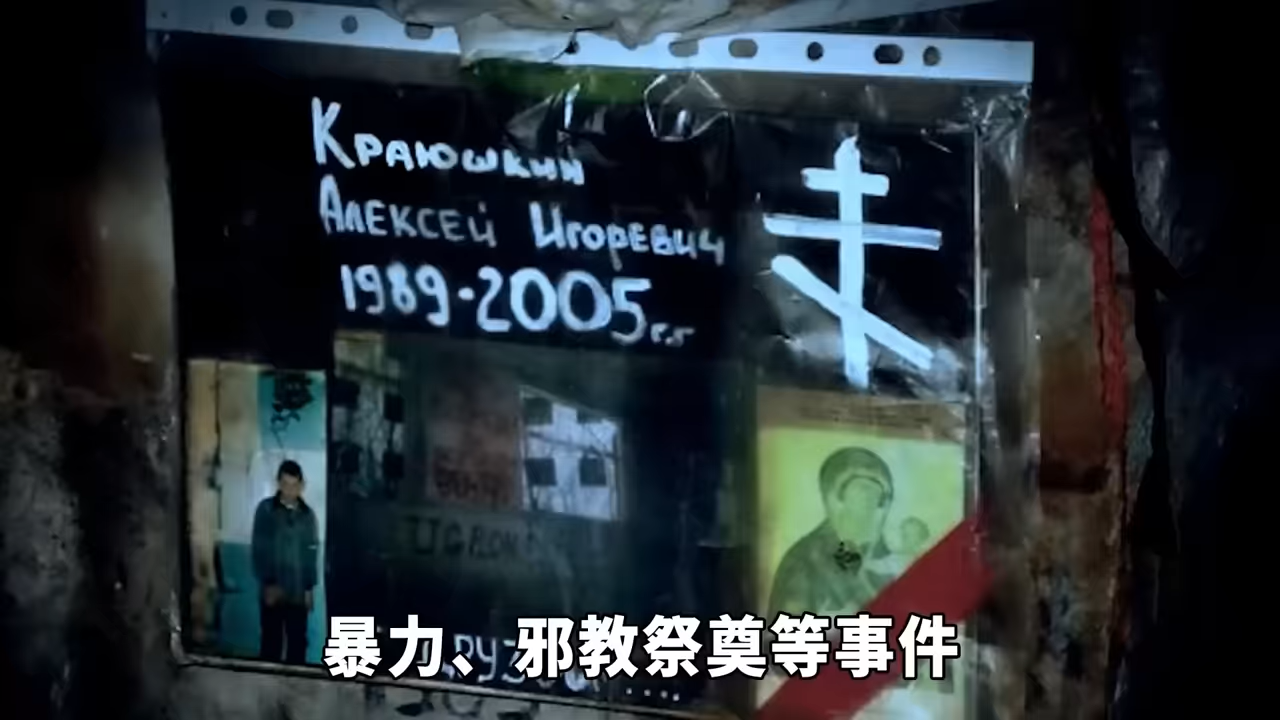 Краюшкин
Алексей Игоревич
1989-2005г.г
暴力、邪教祭奠等事件